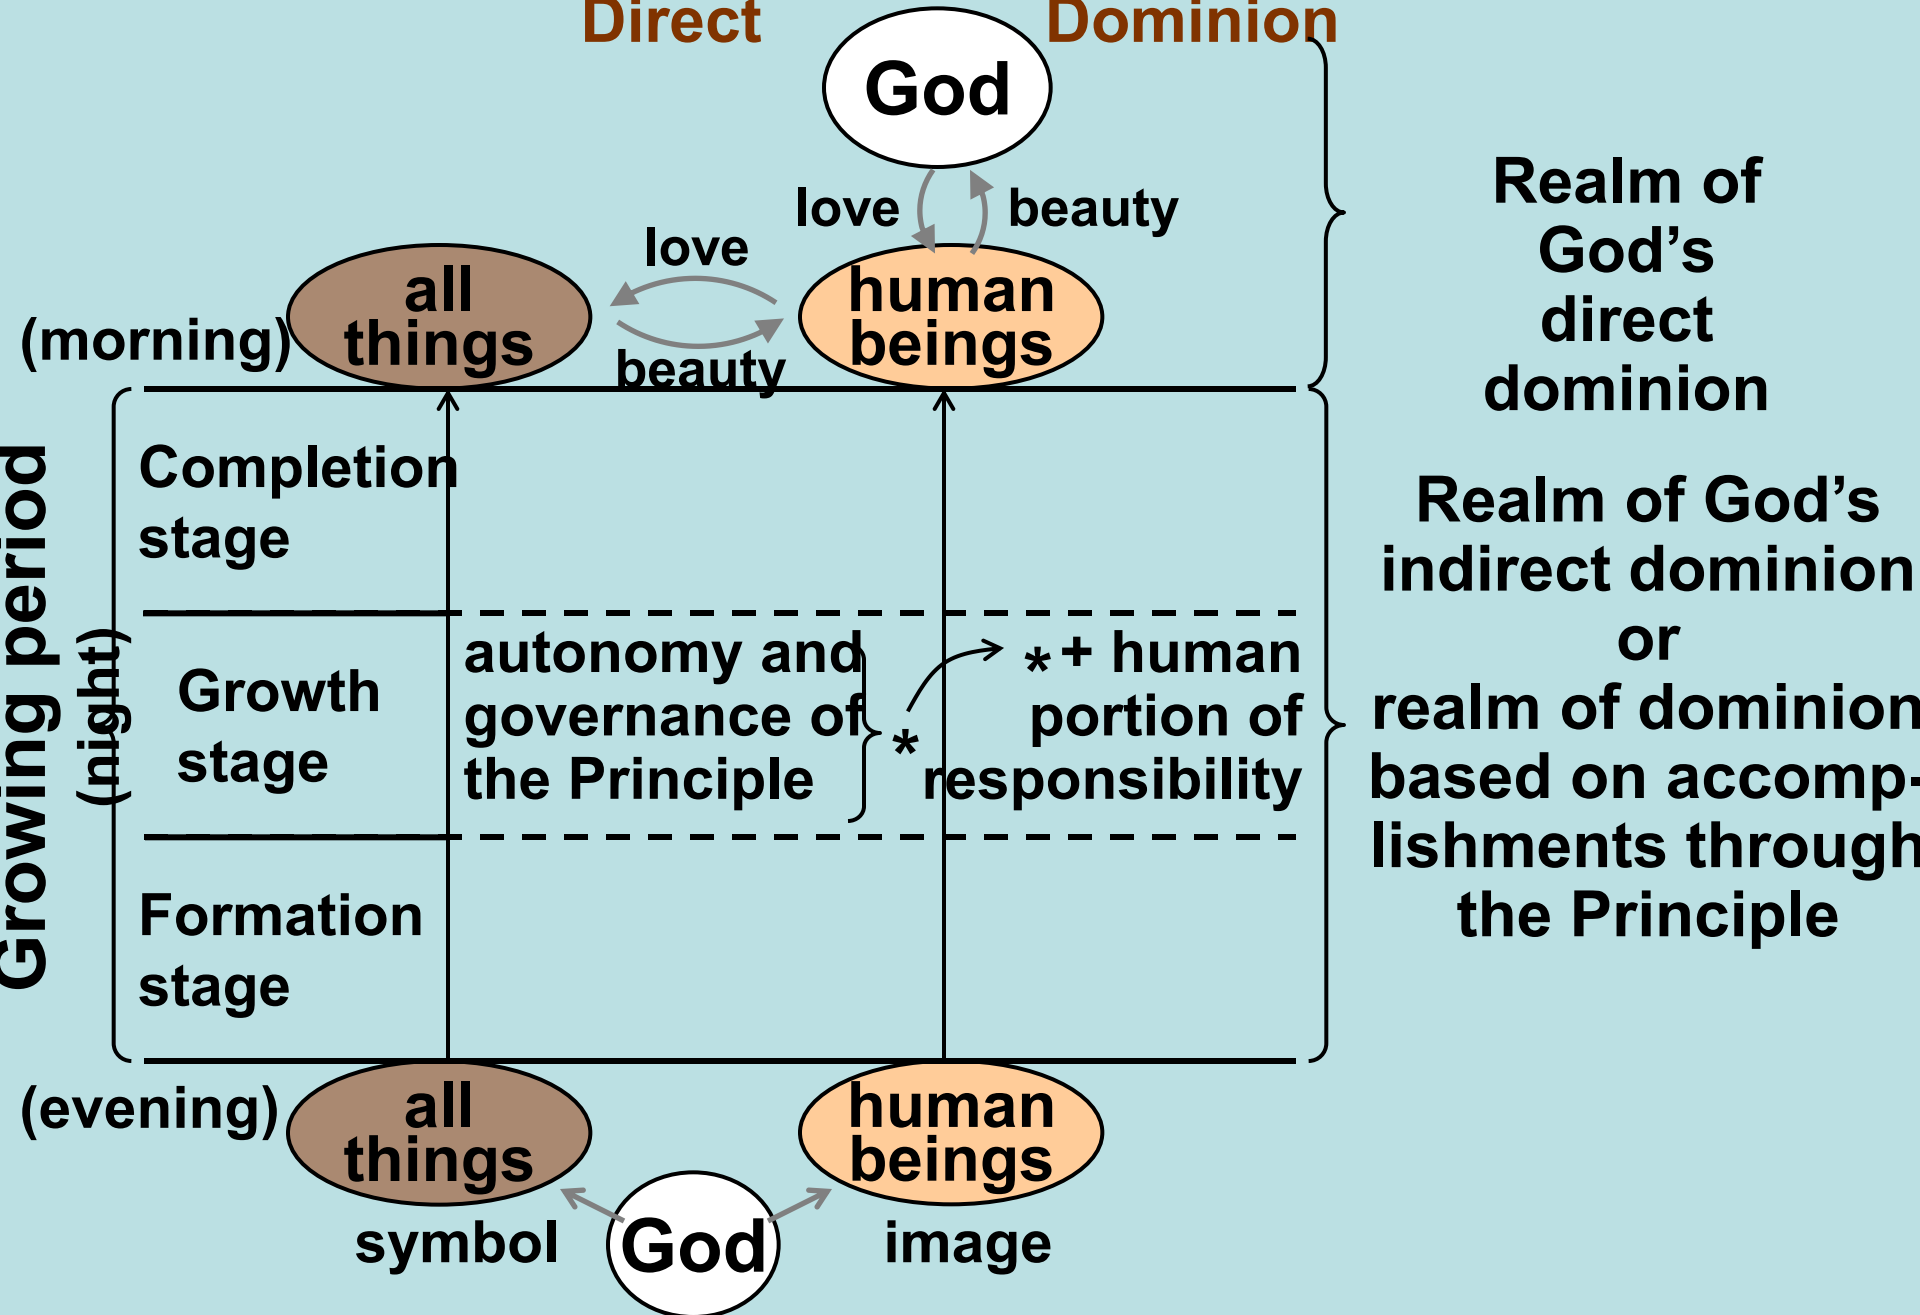 Direct Dominion
God
love beauty
love
all
things
human
beings
(morning)
beauty
Realm of
God’s
direct
dominion
Growing period
(night)
Completion
stage
Growth
stage
autonomy and
governance of
the Principle
*
* + human
portion of
responsibility
Formation
stage
Realm of God’s
indirect dominion
or
realm of dominion
based on accomp-
lishments through
the Principle
(evening)
all
things
human
beings
symbol
God
image